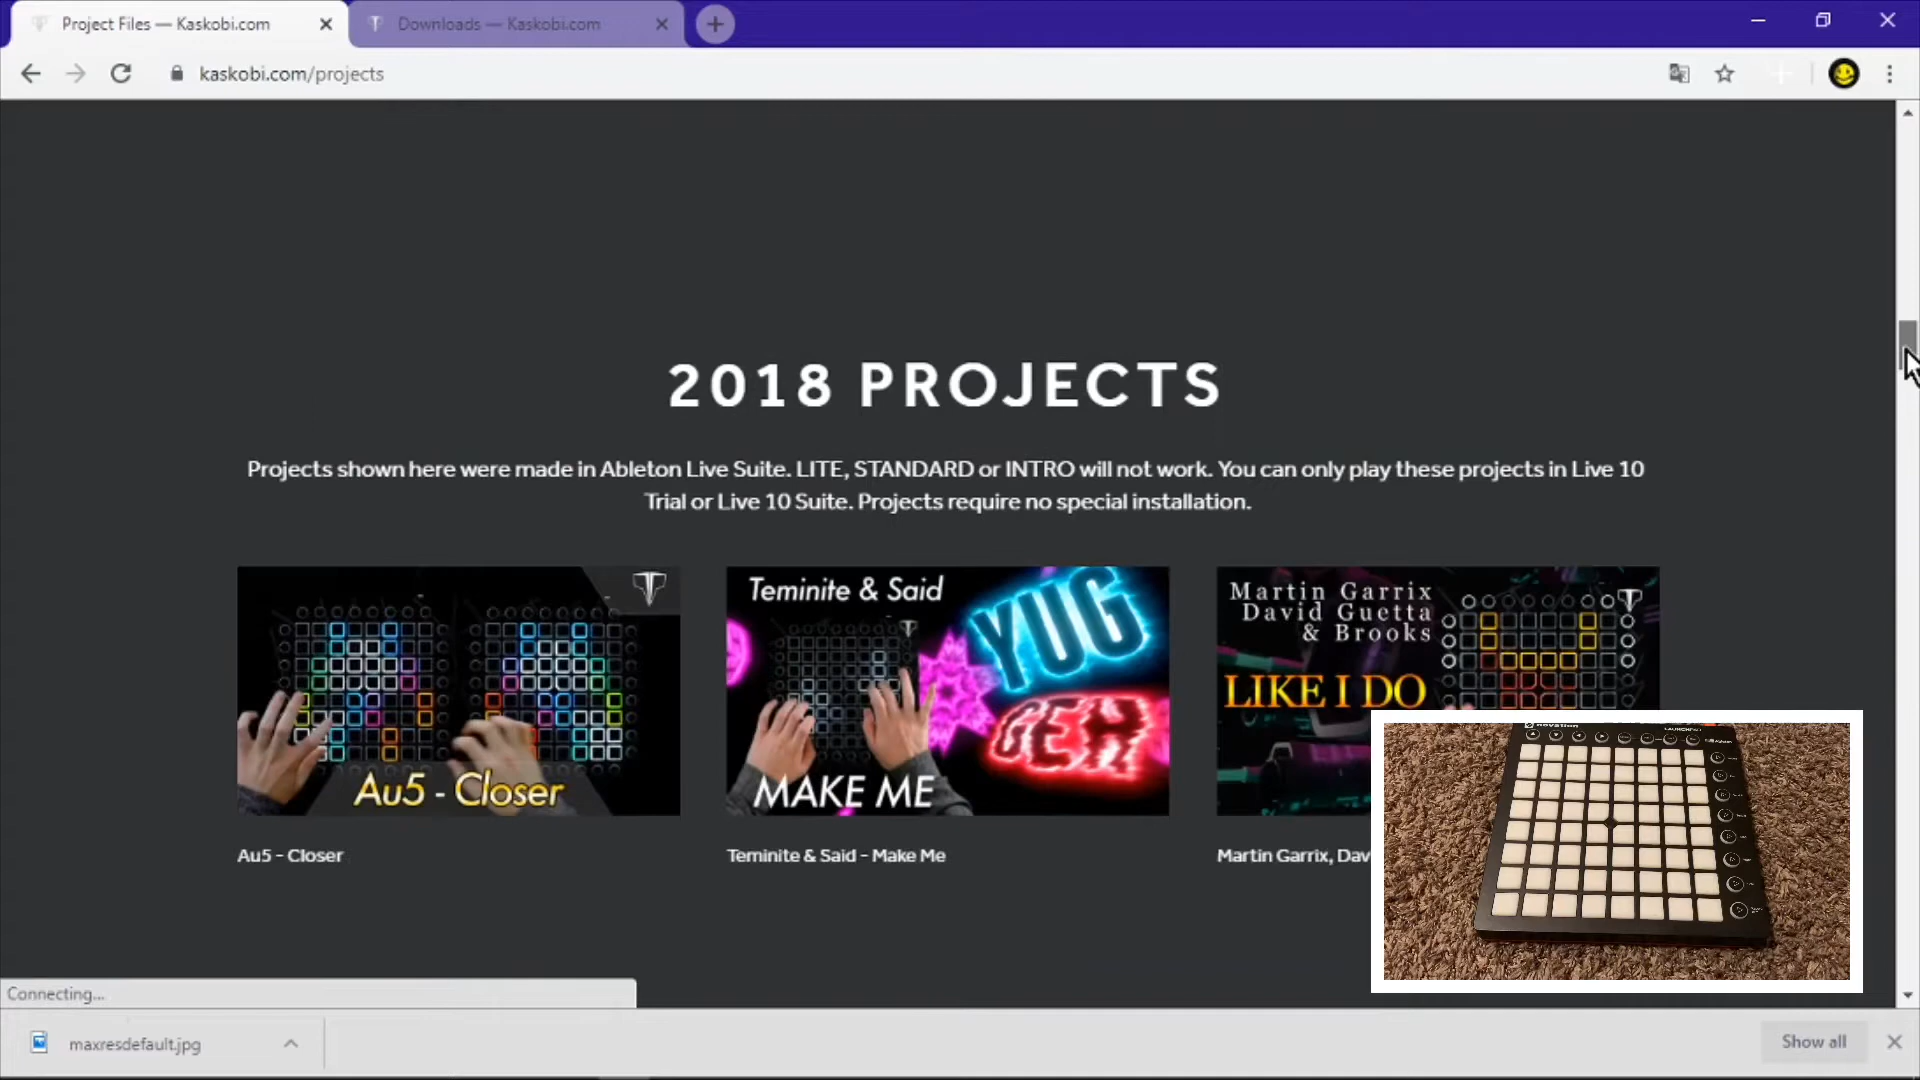 Project Files — Kaskobi.com
Downloads — Kaskobi.com
kaskobi.com/projects
2018 PROJECTS
Projects shown here were made in Ableton Live Suite. LITE, STANDARD or INTRO will not work. You can only play these projects in Live 10
Trial or Live 10 Suite. Projects require no special installation.
Au5 - Closer
Teminite & Said
YUG
GEH
MAKE ME
Martin Garrix
David Guetta
& Brooks
LIKE I DO
Au5 - Closer
Teminite & Said - Make Me
Martin Garrix, Dav
novation
Connecting...
maxresdefault.jpg
Show all